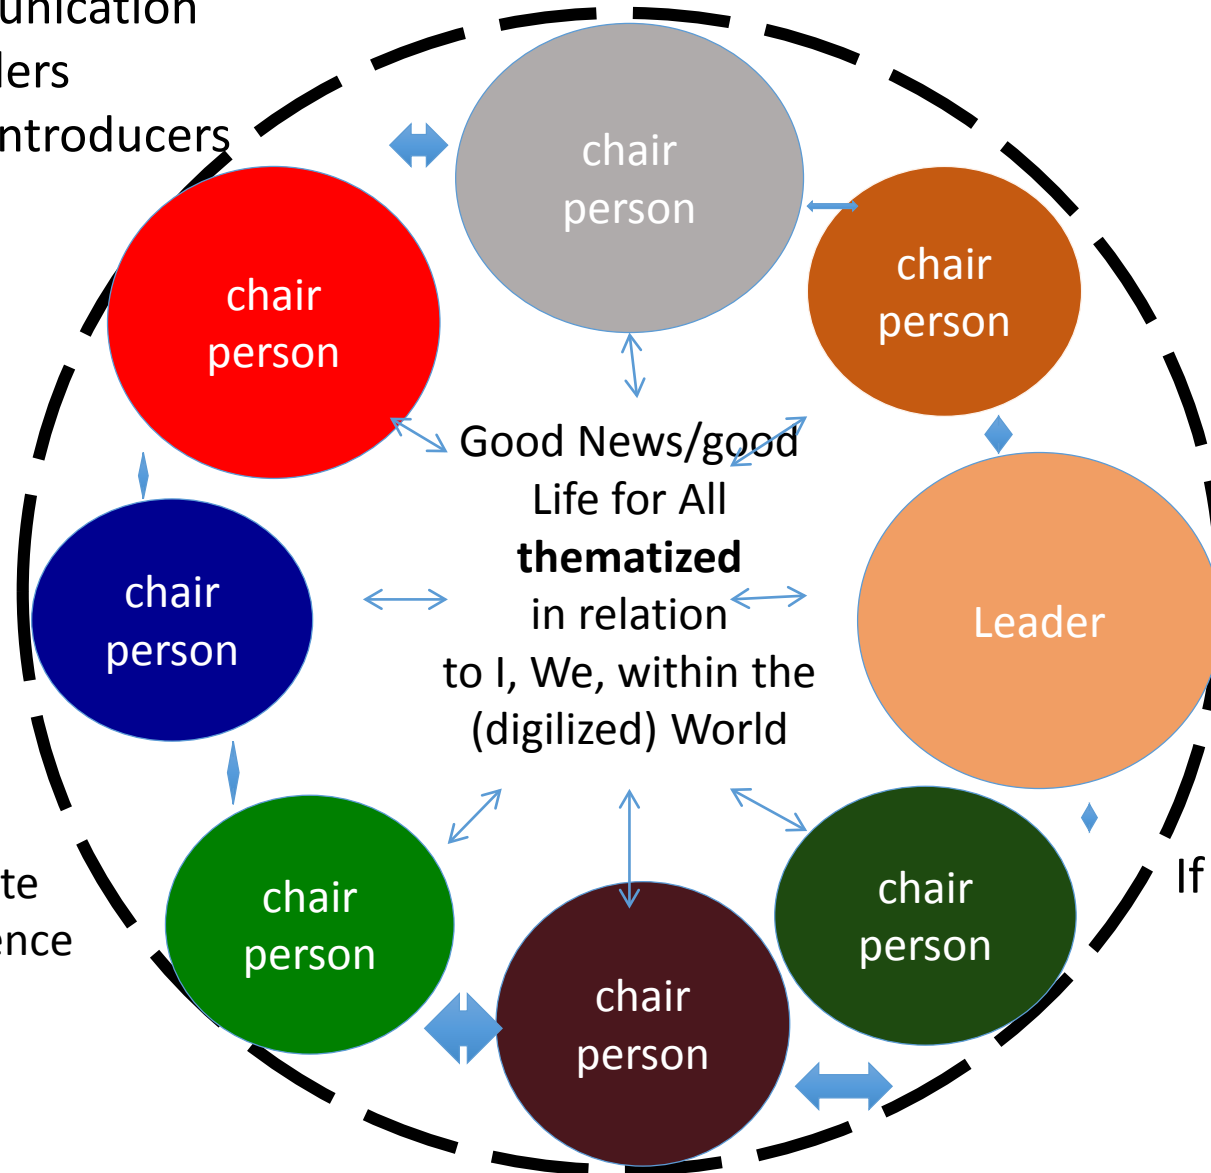 unication
lers
introducers
chair
person
chair
person
chair
person
Good News/good
Life for All
thematized
in relation
to I, We, within the
(digilized) World
chair
person
Leader
te
ence
If
chair
person
chair
person
chair
person